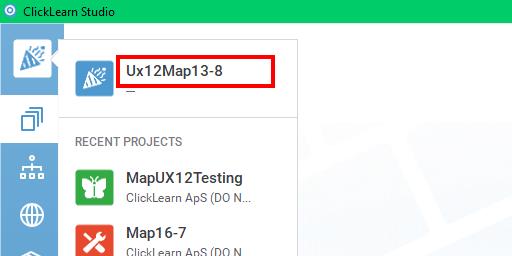 ClickLearn Studio
Ux12Map13-8
—
RECENT PROJECTS
MapUX12Testing
ClickLearn ApS (DO N...
Map16-7
ClickLearn ApS (DO N...